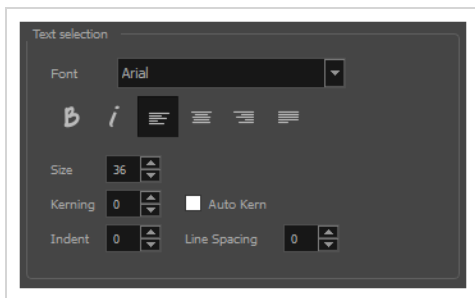 Text selection
Font Arial
B i
Size 36
Kerning 0 Auto Kern
Indent 0 Line Spacing 0